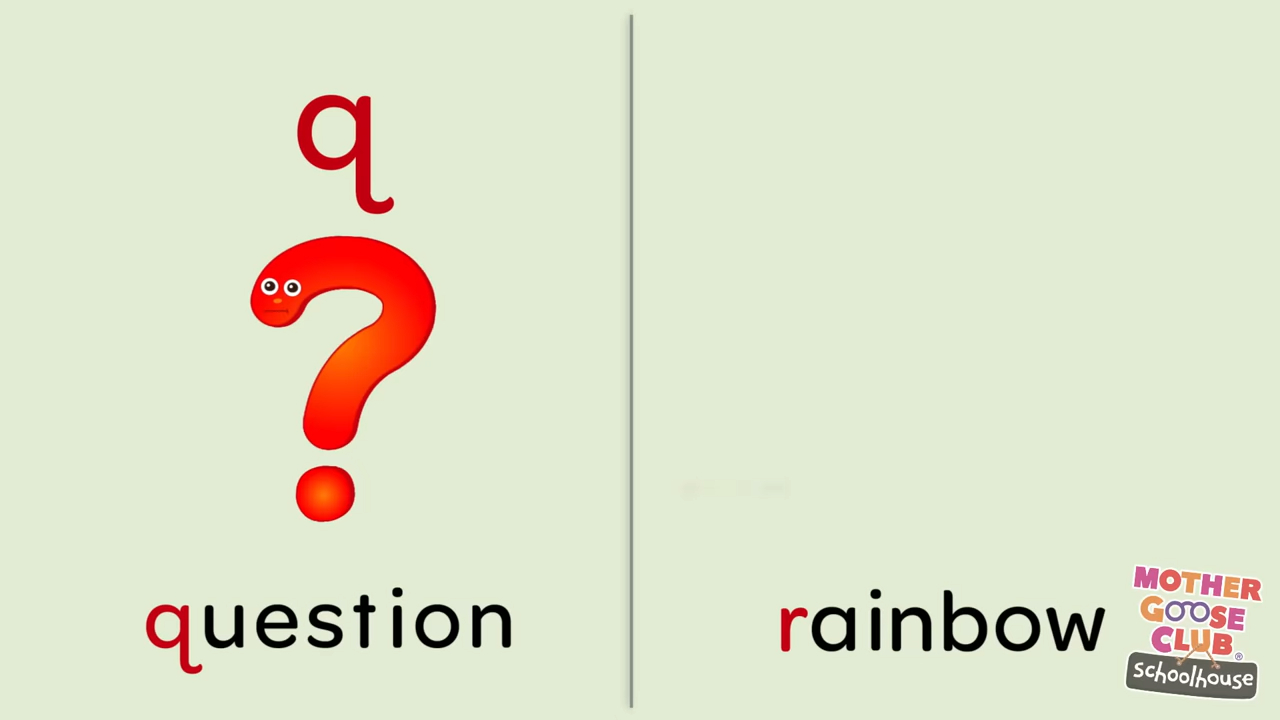 q
question
rainbow
MOTHER
GOOSE
CLUB®
Schoolhouse